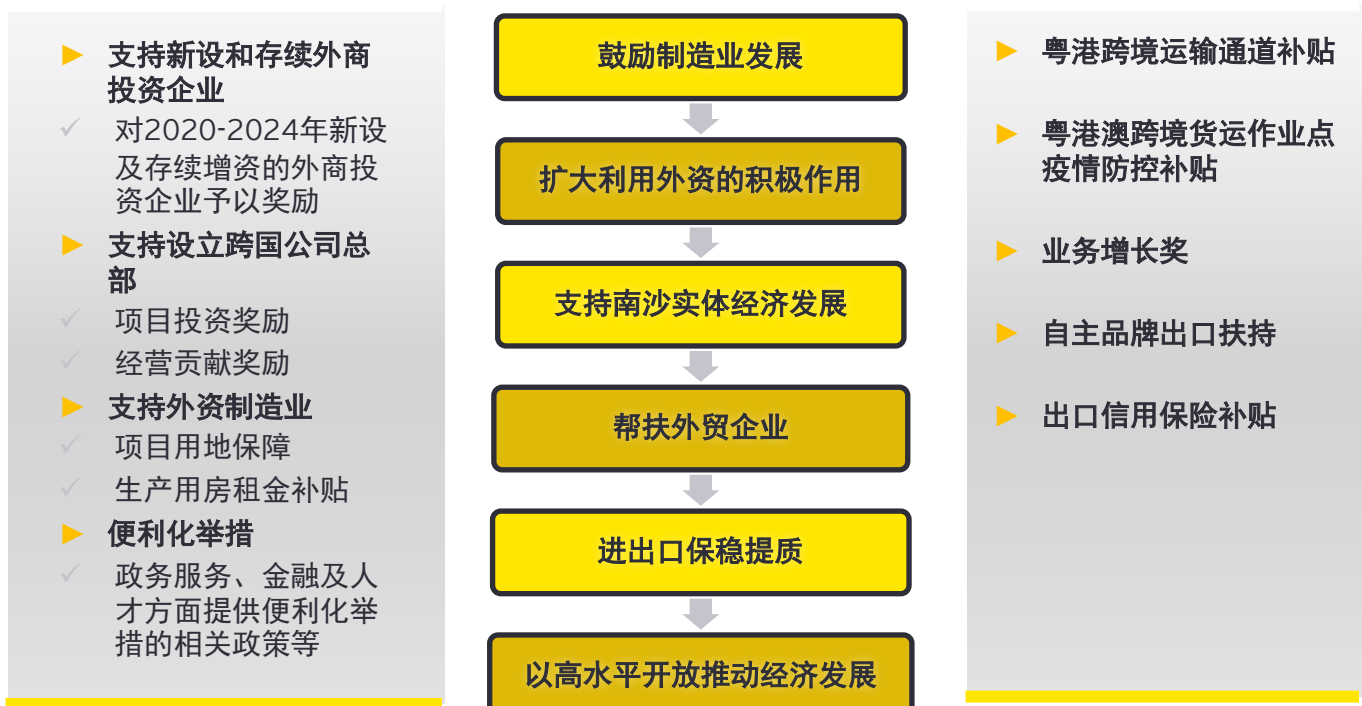 支持新设和存续外商
投资企业
对2020-2024年新设
及存续增资的外商投
资企业予以奖励
支持设立跨国公司总
部
项目投资奖励
经营贡献奖励
支持外资制造业
项目用地保障
生产用房租金补贴
便利化举措
政务服务、金融及人
才方面提供便利化举
措的相关政策等
鼓励制造业发展
扩大利用外资的积极作用
支持南沙实体经济发展
帮扶外贸企业
进出口保稳提质
以高水平开放推动经济发展
粤港跨境运输通道补贴
粤港澳跨境货运作业点
疫情防控补贴
业务增长奖
自主品牌出口扶持
出口信用保险补贴